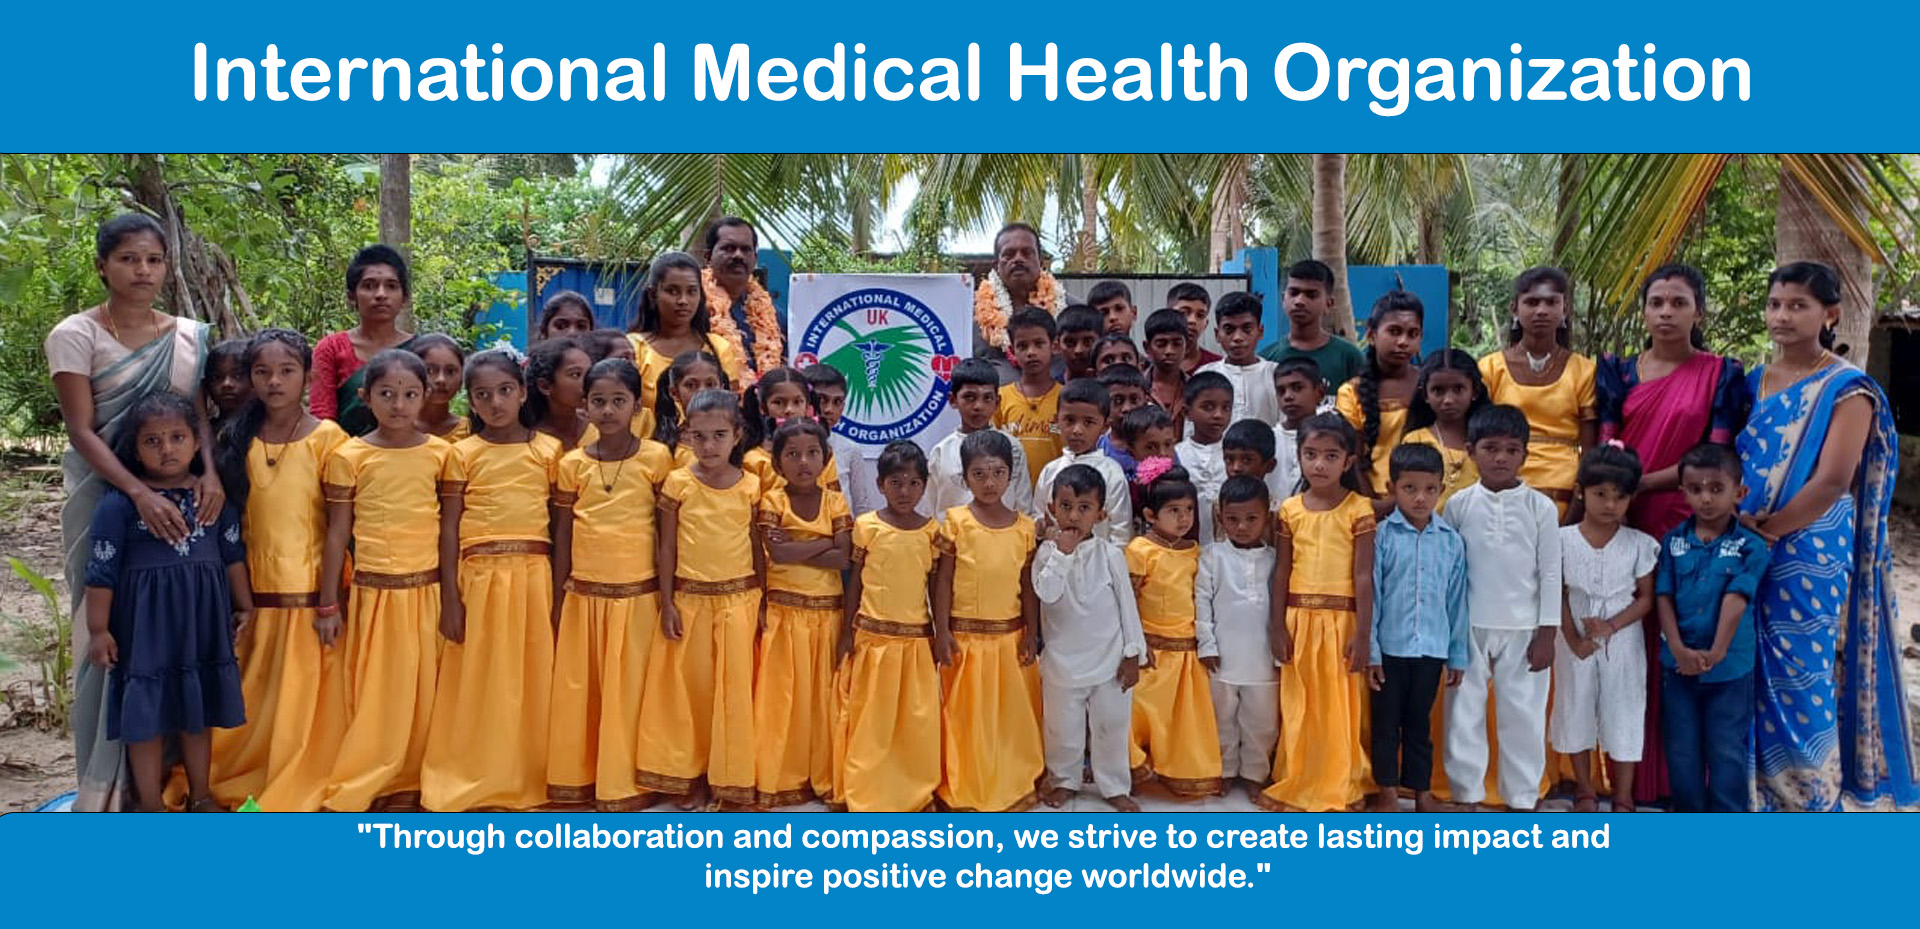 International Medical Health Organization
INTERNATIONAL MEDICAL
UK
ORGANIZATION
"Through collaboration and compassion, we strive to create lasting impact and
inspire positive change worldwide."